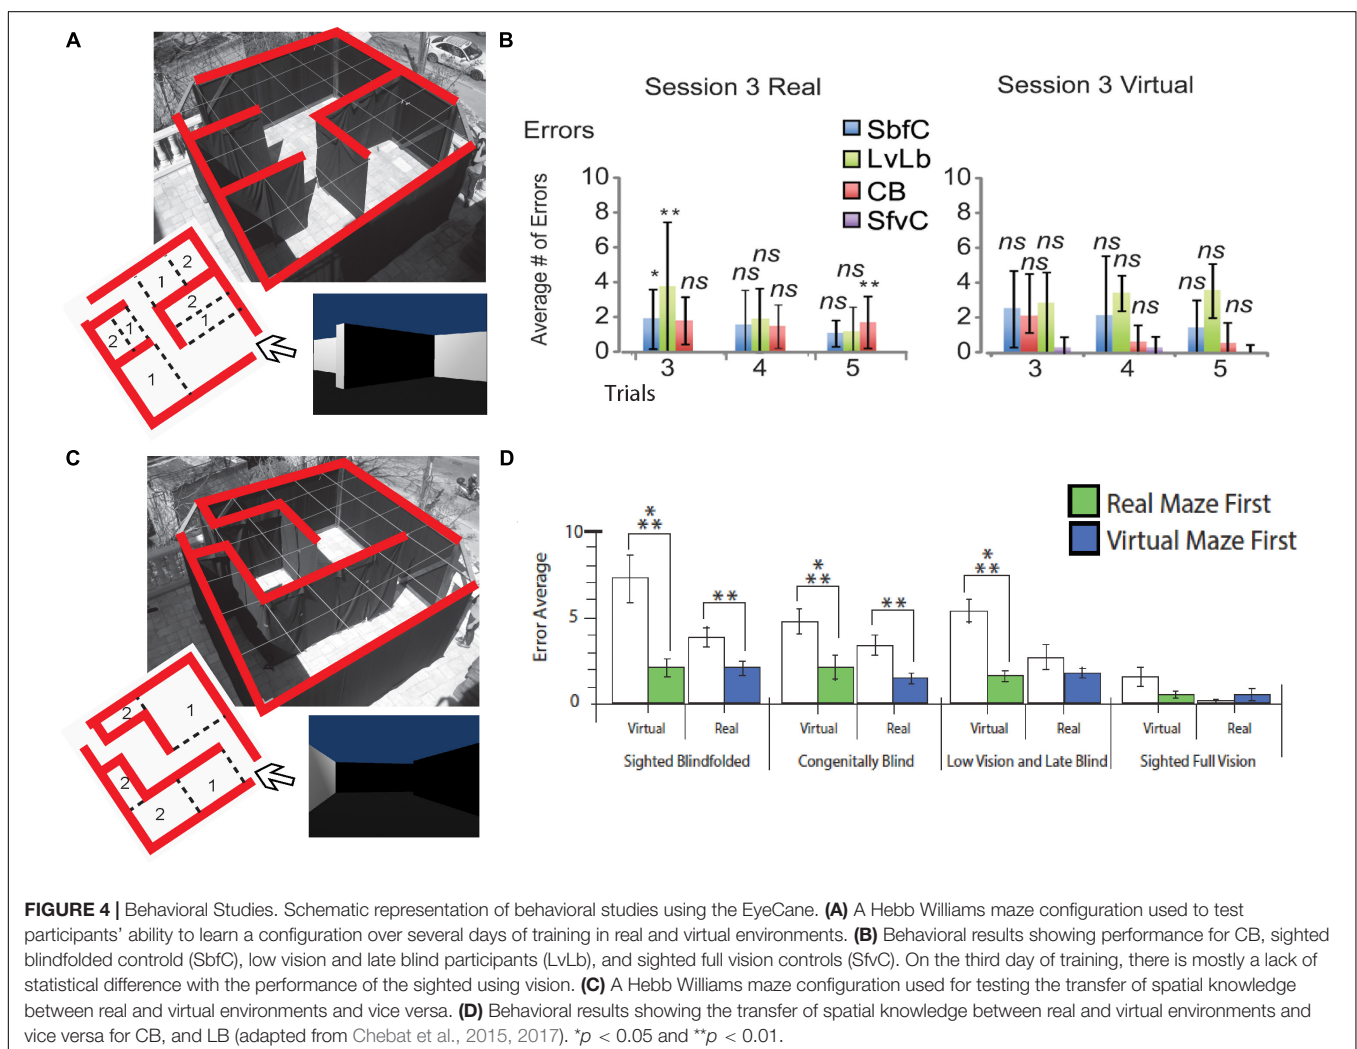 A
B
Session 3 Real
Session 3 Virtual
Errors
SbfC
LvLb
CB
SfvC
Average # of Errors
10
8
6
4
2
0
* ** ns
ns ns ns
ns ns **
3 4 5
Trials
10
8
6
4
2
0
ns ns ns
ns ns ns
ns ns ns
3 4 5
2
1
2
1
1
2
1
C
D
Real Maze First
Virtual Maze First
Error Average
10
5
0
*
**
**
*
**
**
*
**
Virtual Real Virtual Real Virtual Real Virtual Real
Sighted Blindfolded Congenitally Blind Low Vision and Late Blind Sighted Full Vision
2
1
2
1
2
FIGURE 4 | Behavioral Studies. Schematic representation of behavioral studies using the EyeCane. (A) A Hebb Williams maze configuration used to test
participants’ ability to learn a configuration over several days of training in real and virtual environments. (B) Behavioral results showing performance for CB, sighted
blindfolded controld (SbfC), low vision and late blind participants (LvLb), and sighted full vision controls (SfvC). On the third day of training, there is mostly a lack of
statistical difference with the performance of the sighted using vision. (C) A Hebb Williams maze configuration used for testing the transfer of spatial knowledge
between real and virtual environments and vice versa. (D) Behavioral results showing the transfer of spatial knowledge between real and virtual environments and
vice versa for CB, and LB (adapted from Chebat et al., 2015, 2017). *p < 0.05 and **p < 0.01.